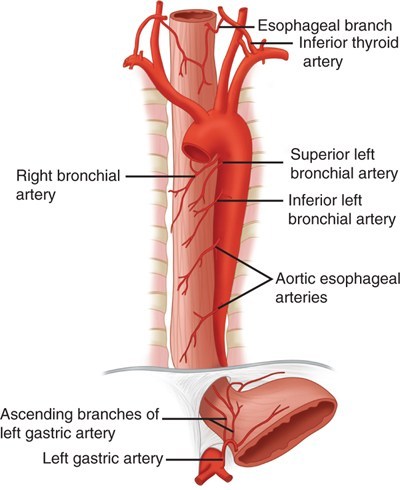 Esophageal branch
Inferior thyroid
artery
Superior left
bronchial artery
Right bronchial
artery
Inferior left
bronchial artery
Aortic esophageal
arteries
Ascending branches of
left gastric artery
Left gastric artery